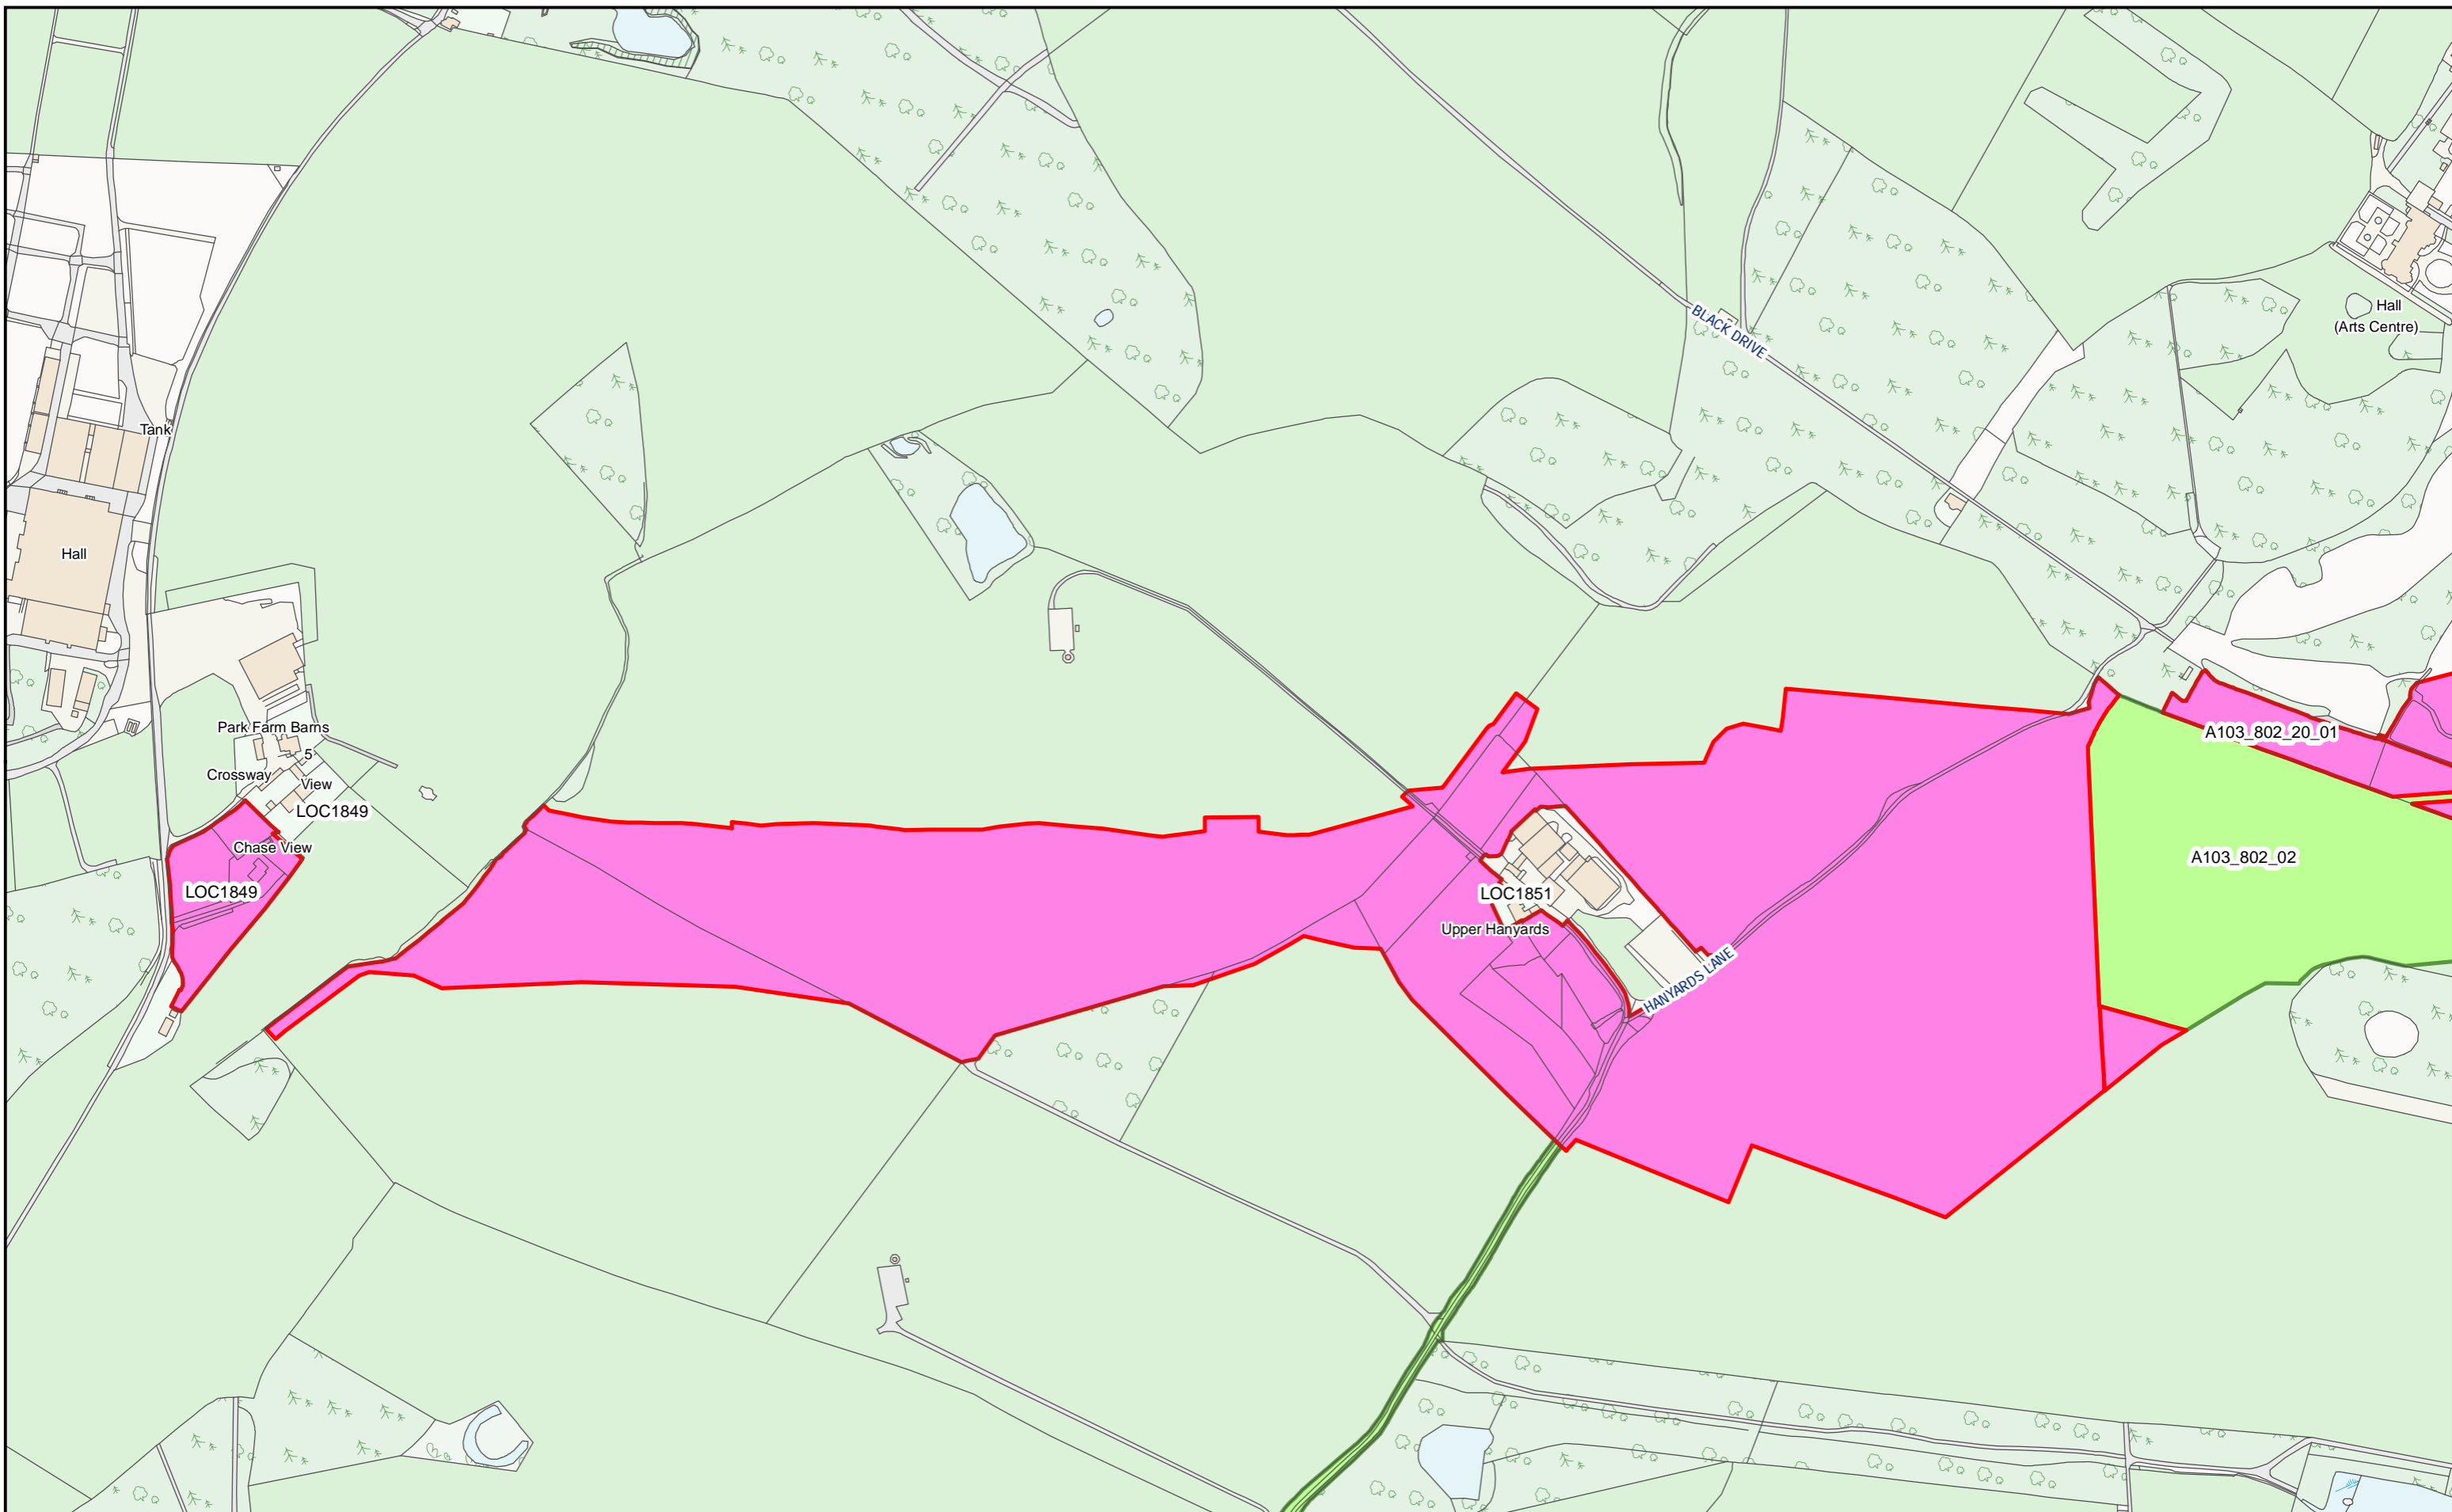 BLACK DRIVE
Hall
(Arts Centre)
Tank
Hall
Park Farm Barns
5
Crossway
View
LOC1849
Chase View
LOC1849
A103_802_20_01
A103_802_02
LOC1851
Upper Hanyards
HANYARDS LANE